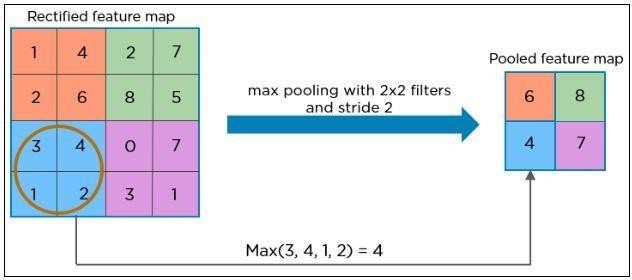 Rectified feature map
1 4 2 7
2 6 8 5
3 4 0 7
1 2 3 1
max pooling with 2x2 filters
and stride 2
Pooled feature map
6 8
4 7
Max(3, 4, 1, 2) = 4